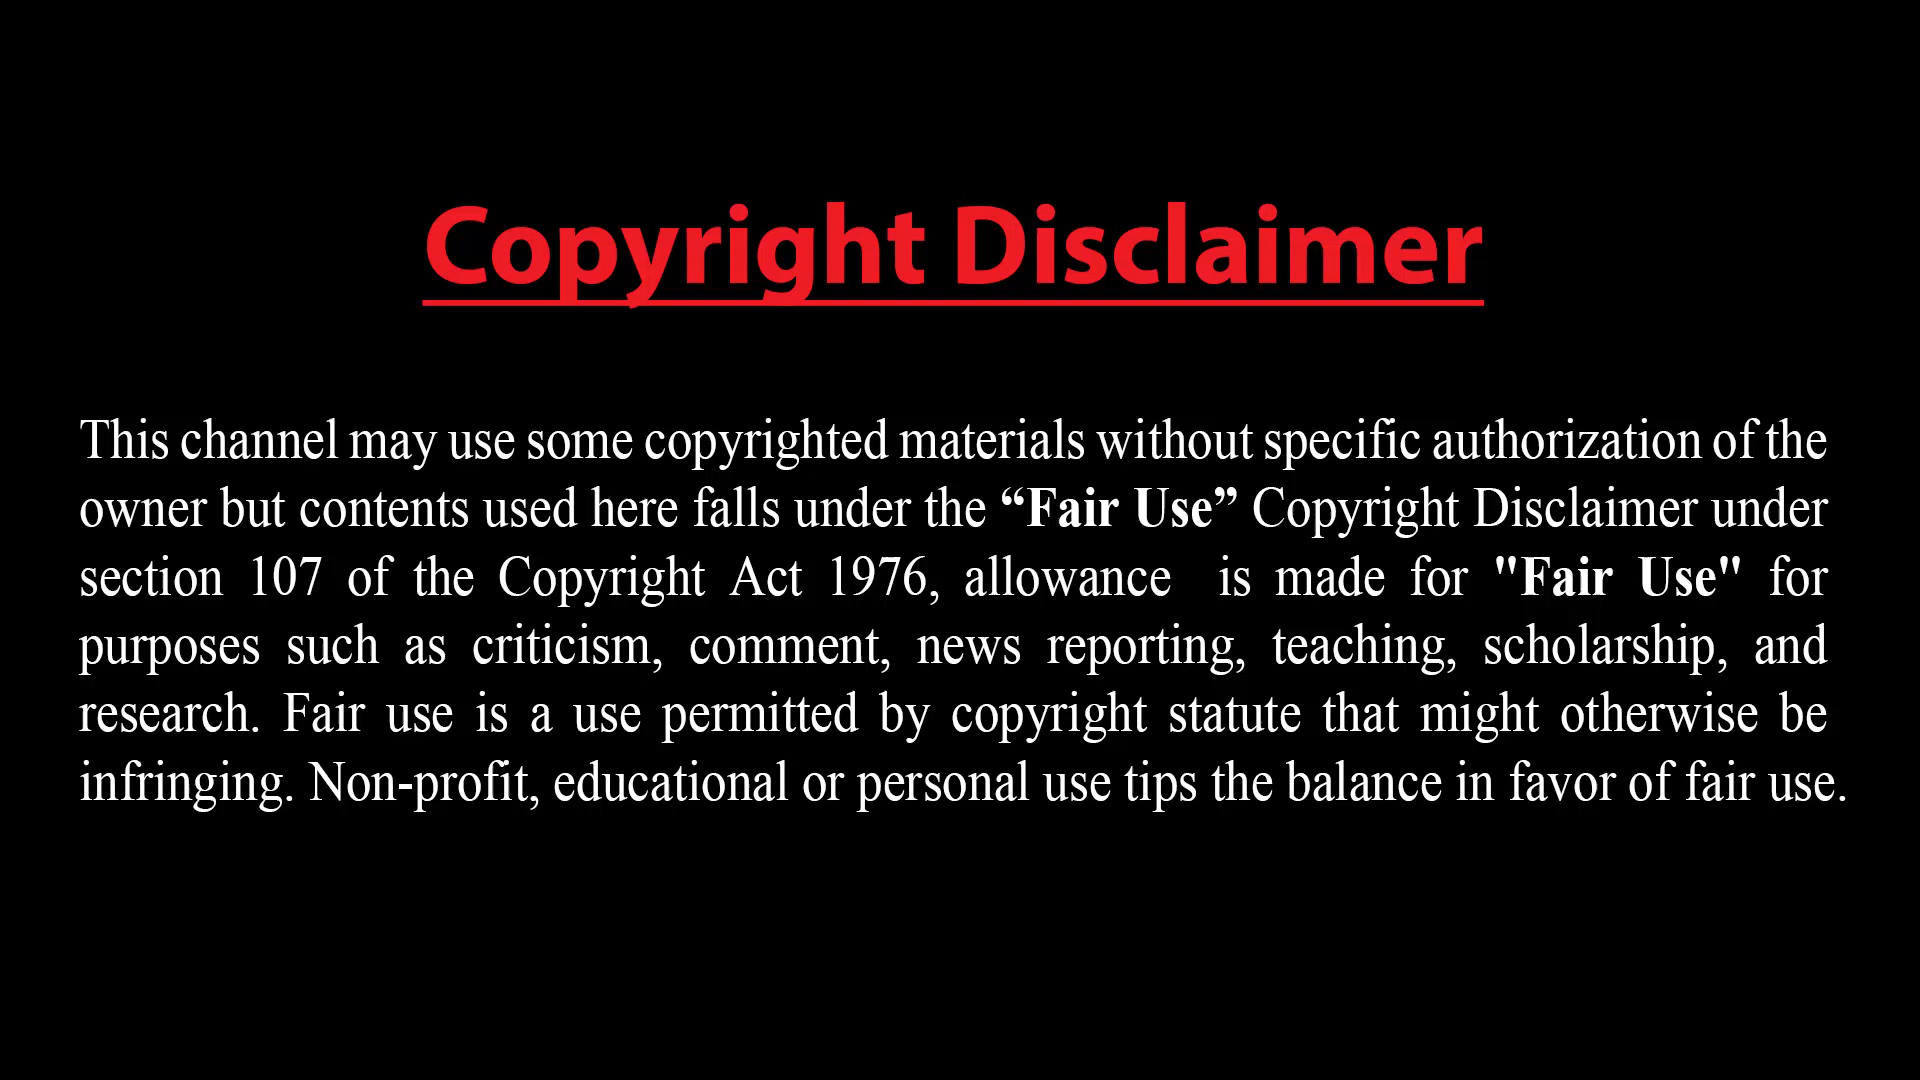 Copyright Disclaimer
This channel may use some copyrighted materials without specific authorization of the
owner but contents used here falls under the “Fair Use” Copyright Disclaimer under
section 107 of the Copyright Act 1976, allowance is made for "Fair Use" for
purposes such as criticism, comment, news reporting, teaching, scholarship, and
research. Fair use is a use permitted by copyright statute that might otherwise be
infringing. Non-profit, educational or personal use tips the balance in favor of fair use.